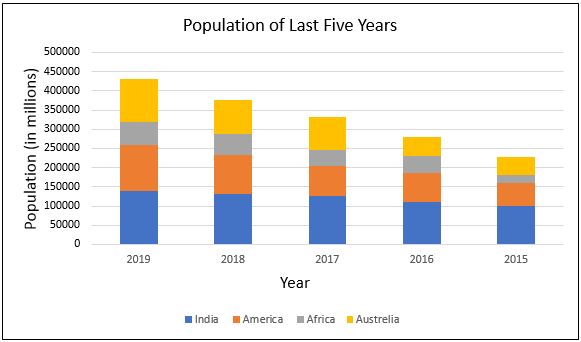 Population of Last Five Years
Population (in millions)
500000
450000
400000
350000
300000
250000
200000
150000
100000
50000
0
2019 2018 2017 2016 2015
Year
India America Africa Austrelia